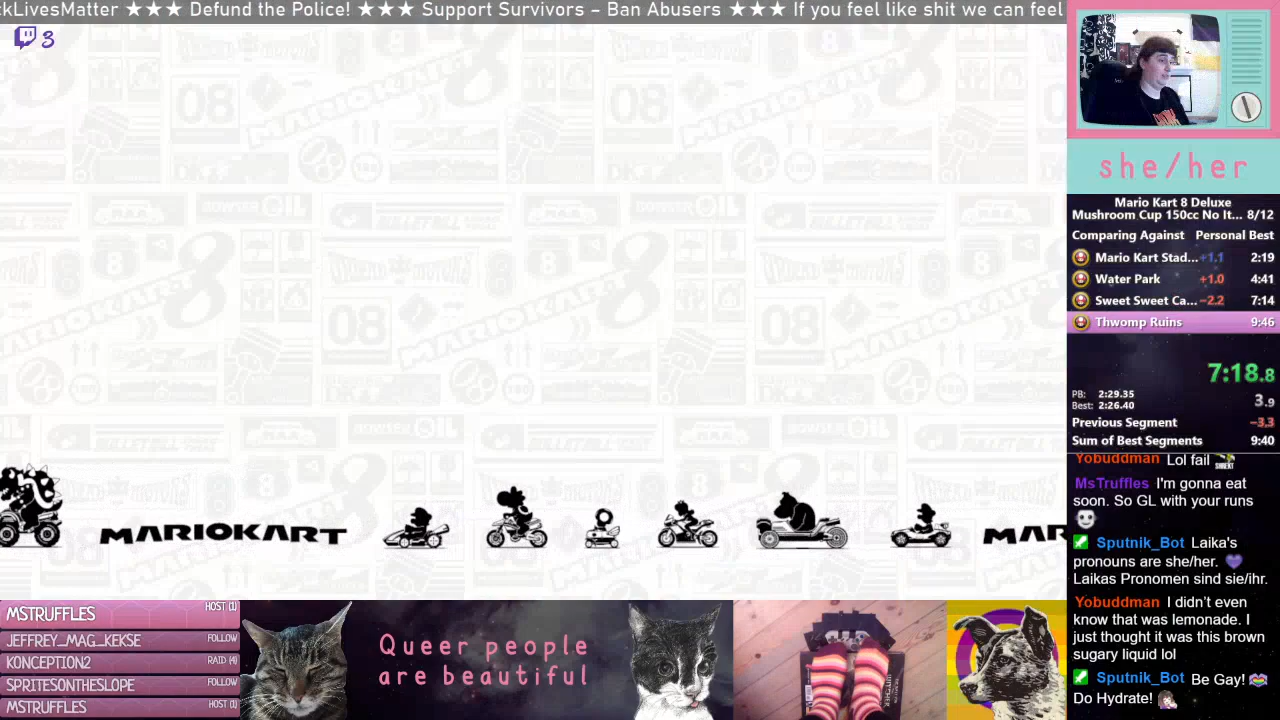 kLivesMatter ★★★ Defund the Police! ★★★ Support Survivors – Ban Abusers ★★★ If you feel like shit we can feel
3
she/her
Mario Kart 8 Deluxe
Mushroom Cup 150cc No It... 8/12
Comparing Against Personal Best
Mario Kart Stad... +1.1 2:19
Water Park +1.0 4:41
Sweet Sweet Ca... −2.2 7:14
Thwomp Ruins 9:46
7:18.8
PB: 2:29.35
Best: 2:26.40
3.9
Previous Segment −3.3
Sum of Best Segments 9:40
Yobuddman Lol fail
MsTruffles I'm gonna eat
soon. So GL with your runs
Sputnik_Bot Laika's
pronouns are she/her. 💜
Laikas Pronomen sind sie/ihr.
Yobuddman I didn't even
know that was lemonade. I
just thought it was this brown
sugary liquid lol
Sputnik_Bot Be Gay!
Do Hydrate!
MARIOKART
MAR
MSTRUFFLES HOST (1)
JEFFREY_MAG_KEKSE FOLLOW
KONCEPTION2 RAID (4)
SPRITESONTHESLOPE FOLLOW
MSTRUFFLES HOST (1)
Queer people
are beautiful